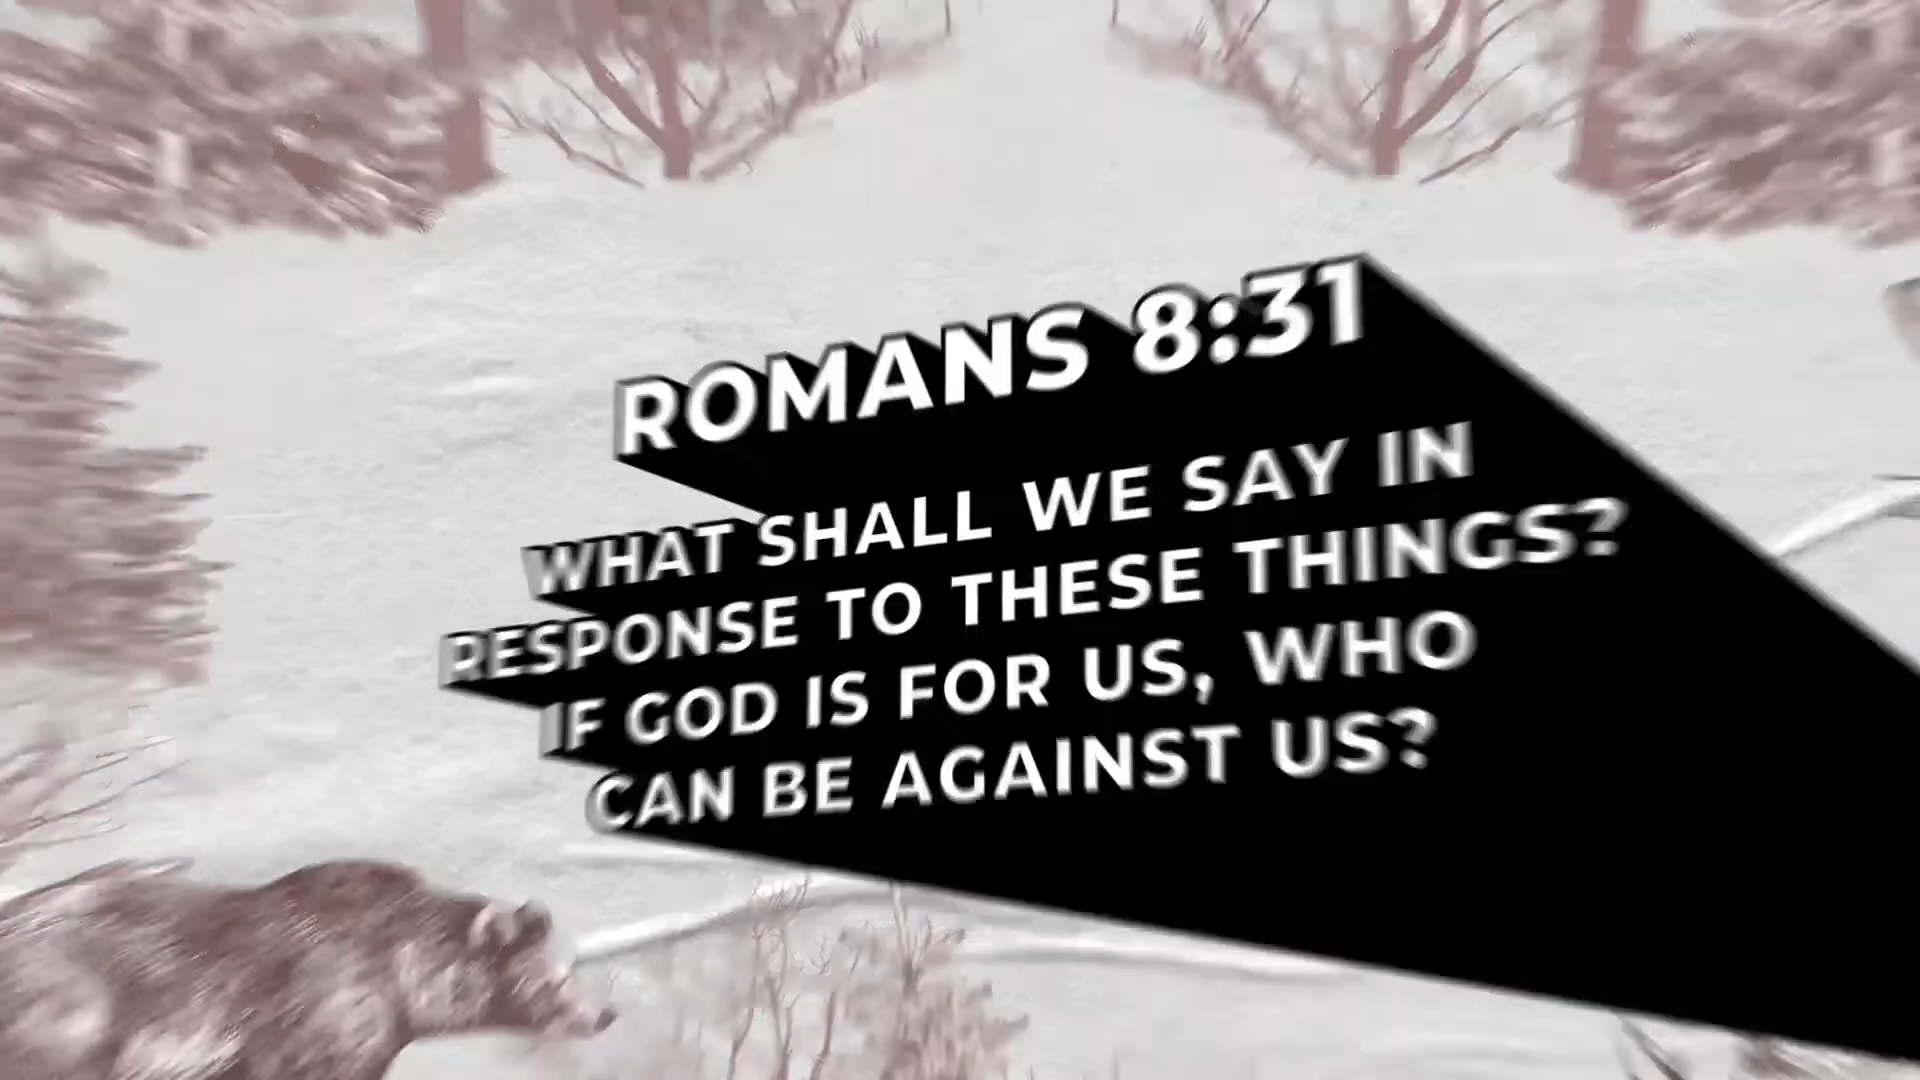 ROMANS 8:31
WHAT SHALL WE SAY IN
RESPONSE TO THESE THINGS?
IF GOD IS FOR US, WHO
CAN BE AGAINST US?